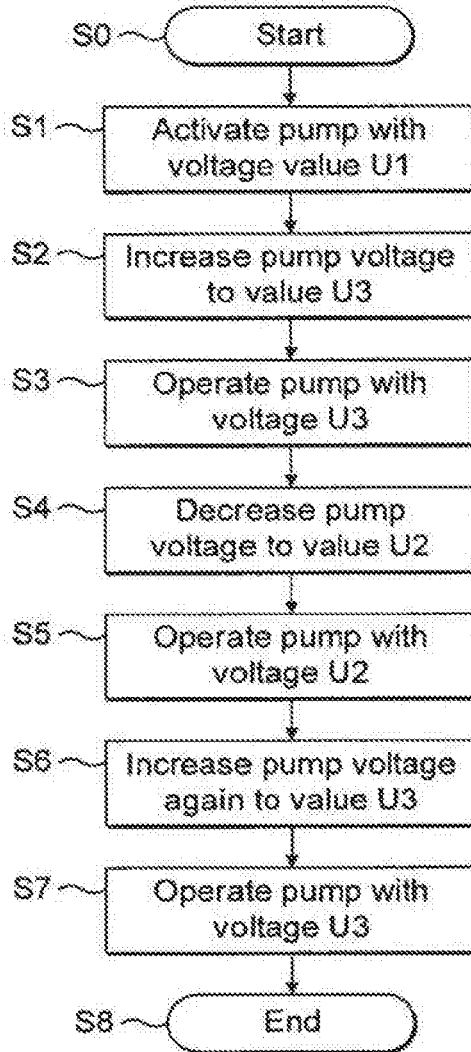 S0 Start
S1 Activate pump with
voltage value U1
S2 Increase pump voltage
to value U3
S3 Operate pump with
voltage U3
S4 Decrease pump
voltage to value U2
S5 Operate pump with
voltage U2
S6 Increase pump voltage
again to value U3
S7 Operate pump with
voltage U3
S8 End